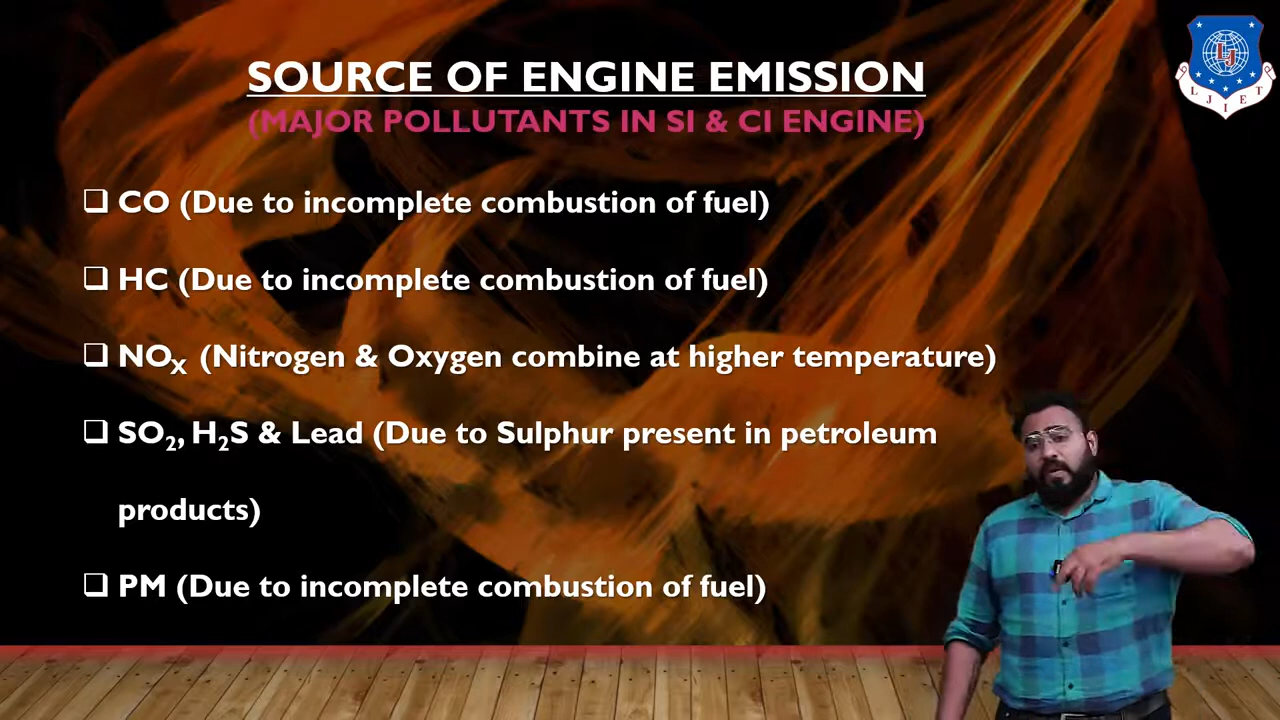 SOURCE OF ENGINE EMISSION
(MAJOR POLLUTANTS IN SI & CI ENGINE)
❑ CO (Due to incomplete combustion of fuel)
❑ HC (Due to incomplete combustion of fuel)
❑ NOX (Nitrogen & Oxygen combine at higher temperature)
❑ SO2, H2S & Lead (Due to Sulphur present in petroleum
products)
❑ PM (Due to incomplete combustion of fuel)
LJ
LJIET